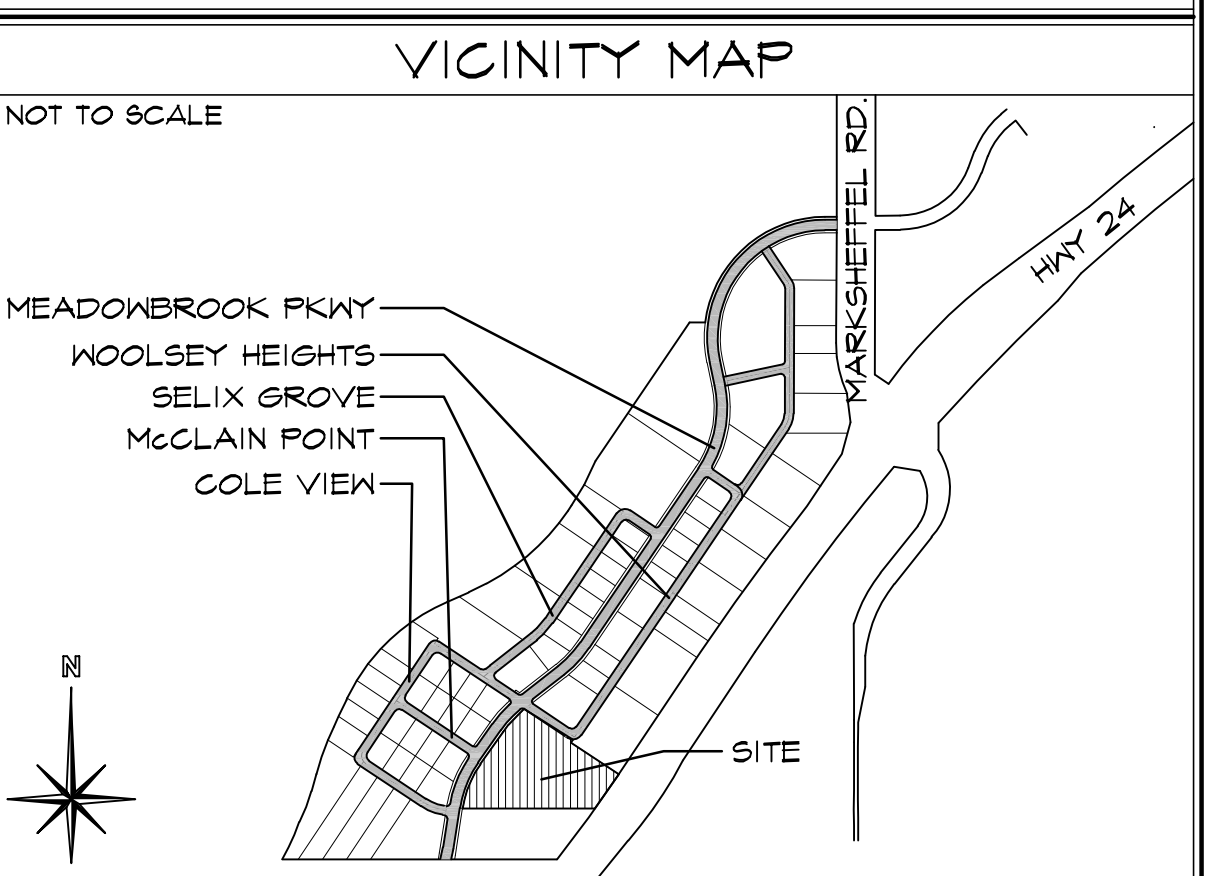 VICINITY MAP
NOT TO SCALE
MARKSHEFFEL RD.
HWY 24
MEADOWBROOK PKWY
WOOLSEY HEIGHTS
SELIX GROVE
McCLAIN POINT
COLE VIEW
N
SITE